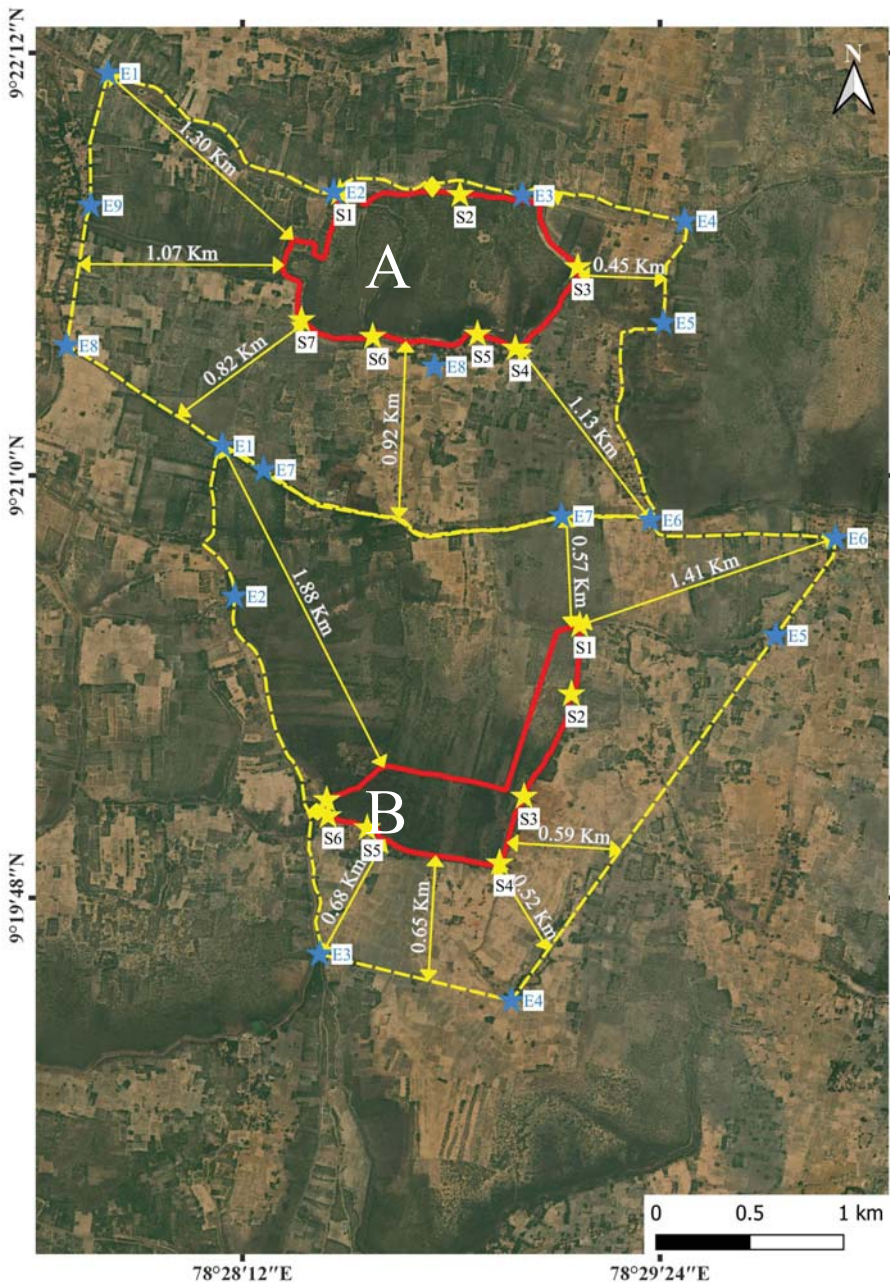 9°22'12''N
N
E1
1.30 Km
E9
E2
S1
S2
E3
E4
1.07 Km
A
0.45 Km
S3
E5
S7
E8
S6
S5
S4
E8
0.82 Km
0.92 Km
1.13 Km
E1
E7
9°21'0''N
E7
E6
E6
0.57 Km
1.41 Km
1.88 Km
E2
S1
E5
S2
B
S3
S6
S5
0.59 Km
S4
0.68 Km
0.65 Km
0.52 Km
9°19'48''N
E3
E4
0 0.5 1 km
78°28'12''E
78°29'24''E